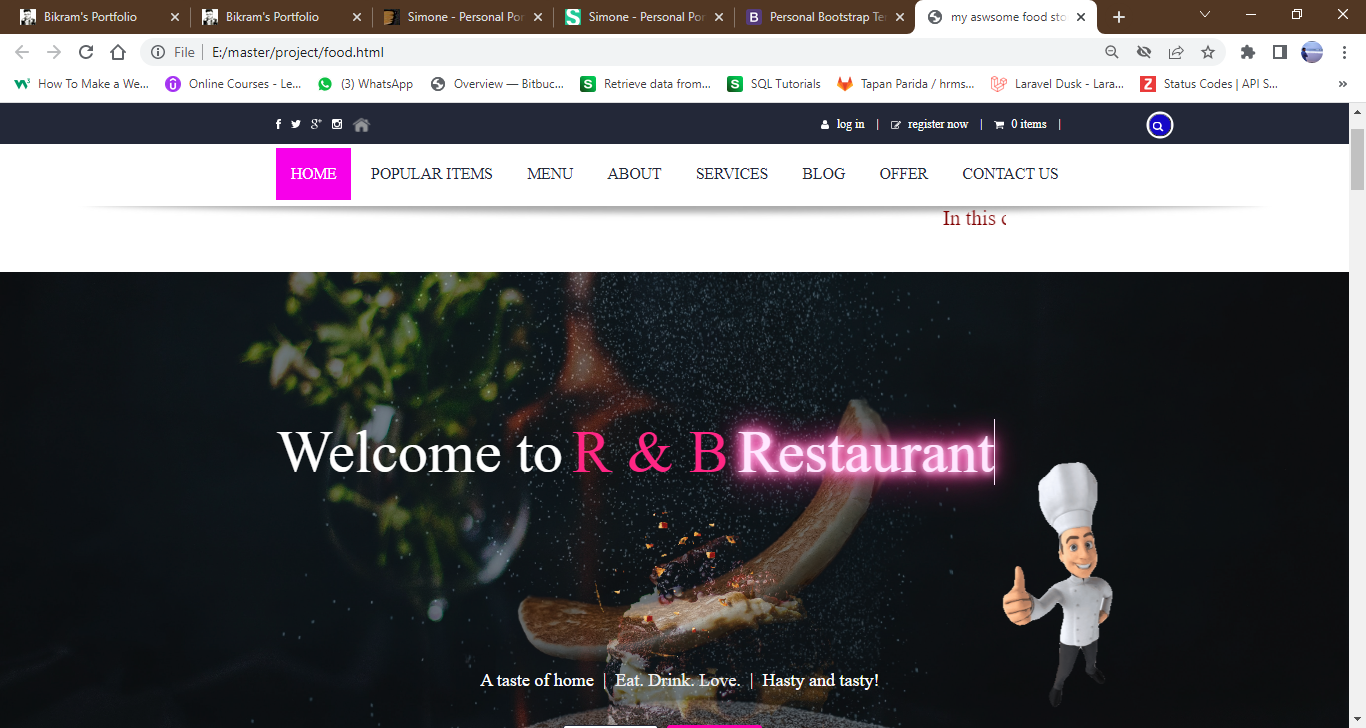 Bikram's Portfolio Bikram's Portfolio Simone - Personal Por Simone - Personal Por Personal Bootstrap Te my aswsome food sto
File E:/master/project/food.html
How To Make a We... Online Courses - Le... (3) WhatsApp Overview — Bitbuc... Retrieve data from... SQL Tutorials Tapan Parida / hrms... Laravel Dusk - Lara... Status Codes | API S... »
log in | register now | 0 items |
HOME POPULAR ITEMS MENU ABOUT SERVICES BLOG OFFER CONTACT US
In this c
Welcome to R & B Restaurant
A taste of home | Eat. Drink. Love. | Hasty and tasty!